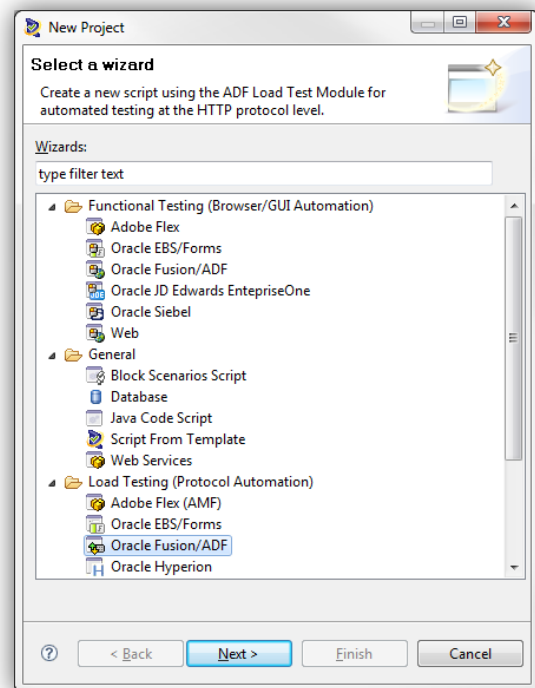 New Project
Select a wizard
Create a new script using the ADF Load Test Module for
automated testing at the HTTP protocol level.
Wizards:
type filter text
Functional Testing (Browser/GUI Automation)
Adobe Flex
Oracle EBS/Forms
Oracle Fusion/ADF
Oracle JD Edwards EntepriseOne
Oracle Siebel
Web
General
Block Scenarios Script
Database
Java Code Script
Script From Template
Web Services
Load Testing (Protocol Automation)
Adobe Flex (AMF)
Oracle EBS/Forms
Oracle Fusion/ADF
Oracle Hyperion
? < Back Next > Finish Cancel